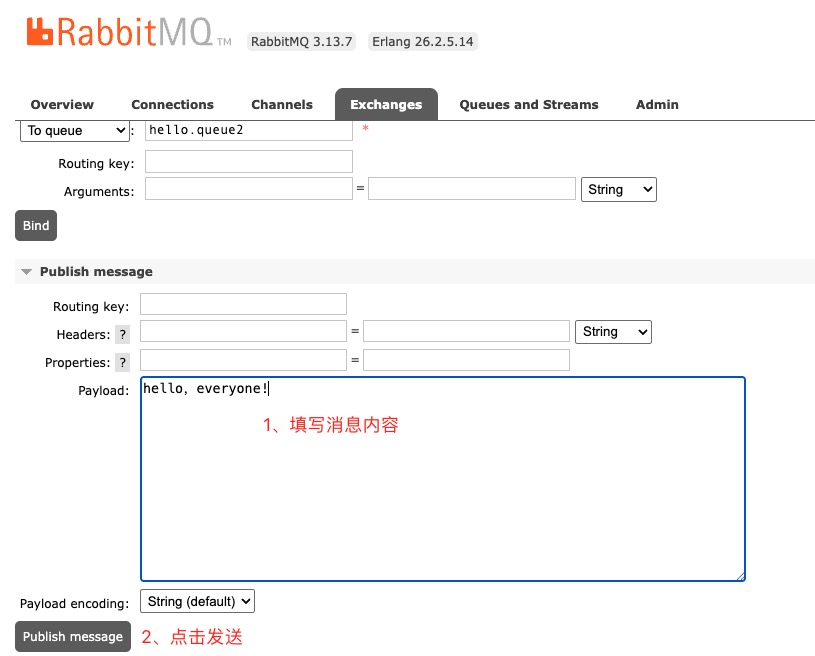 RabbitMQ TM RabbitMQ 3.13.7 Erlang 26.2.5.14
Overview Connections Channels Exchanges Queues and Streams Admin
To queue : hello.queue2 *
Routing key:
Arguments: = String
Bind
Publish message
Routing key:
Headers: ? = String
Properties: ? =
Payload: hello, everyone!
1、填写消息内容
Payload encoding: String (default)
Publish message 2、点击发送